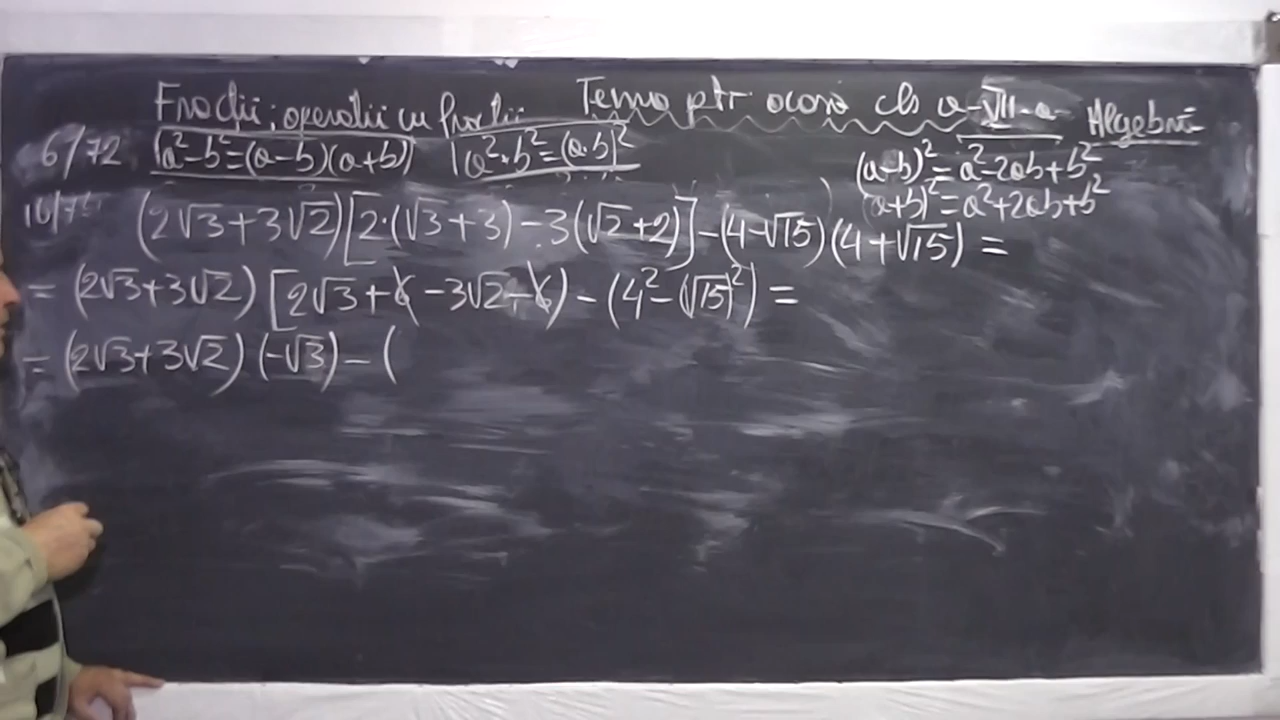 Fracții; operații cu fracții Tema ptr. acasă cls a-VII-a Algebră
6/72 a²-b²=(a-b)(a+b) a²·b²=(a·b)² (a-b)²=a²-2ab+b²
16/7 (a+b)²=a²+2ab+b²
(2√3+3√2)[2·(√3+3)-3(√2+2)]-(4-√15)(4+√15)=
=(2√3+3√2)[2√3+6-3√2-6)-(4²-(√15)²)=
=(2√3+3√2)(-√3)-(